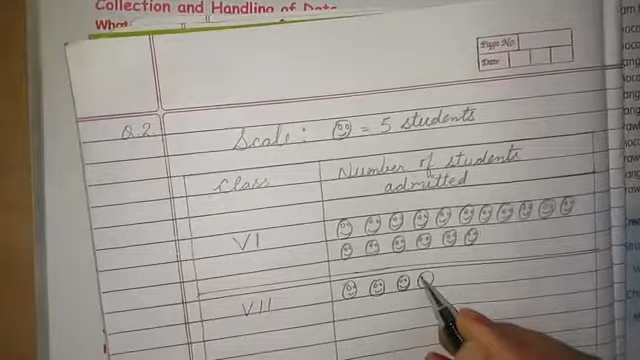 Collection and Handling of Data
What
Page No.
Date
Q.2
Scale: = 5 students
Class
Number of students
admitted
VI
VII